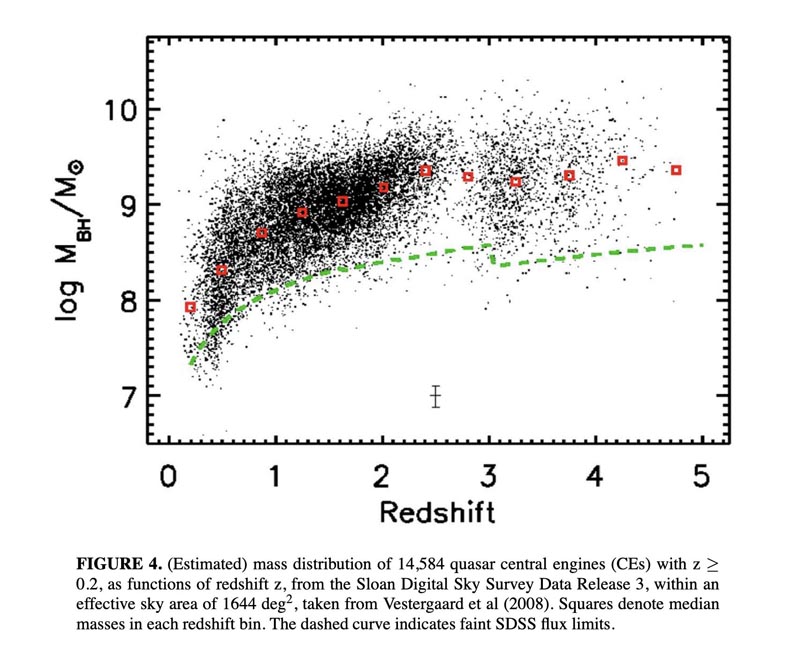 10
9
8
7
log M_BH/M_⊙
0 1 2 3 4 5
Redshift
FIGURE 4. (Estimated) mass distribution of 14,584 quasar central engines (CEs) with z ≥
0.2, as functions of redshift z, from the Sloan Digital Sky Survey Data Release 3, within an
effective sky area of 1644 deg², taken from Vestergaard et al (2008). Squares denote median
masses in each redshift bin. The dashed curve indicates faint SDSS flux limits.